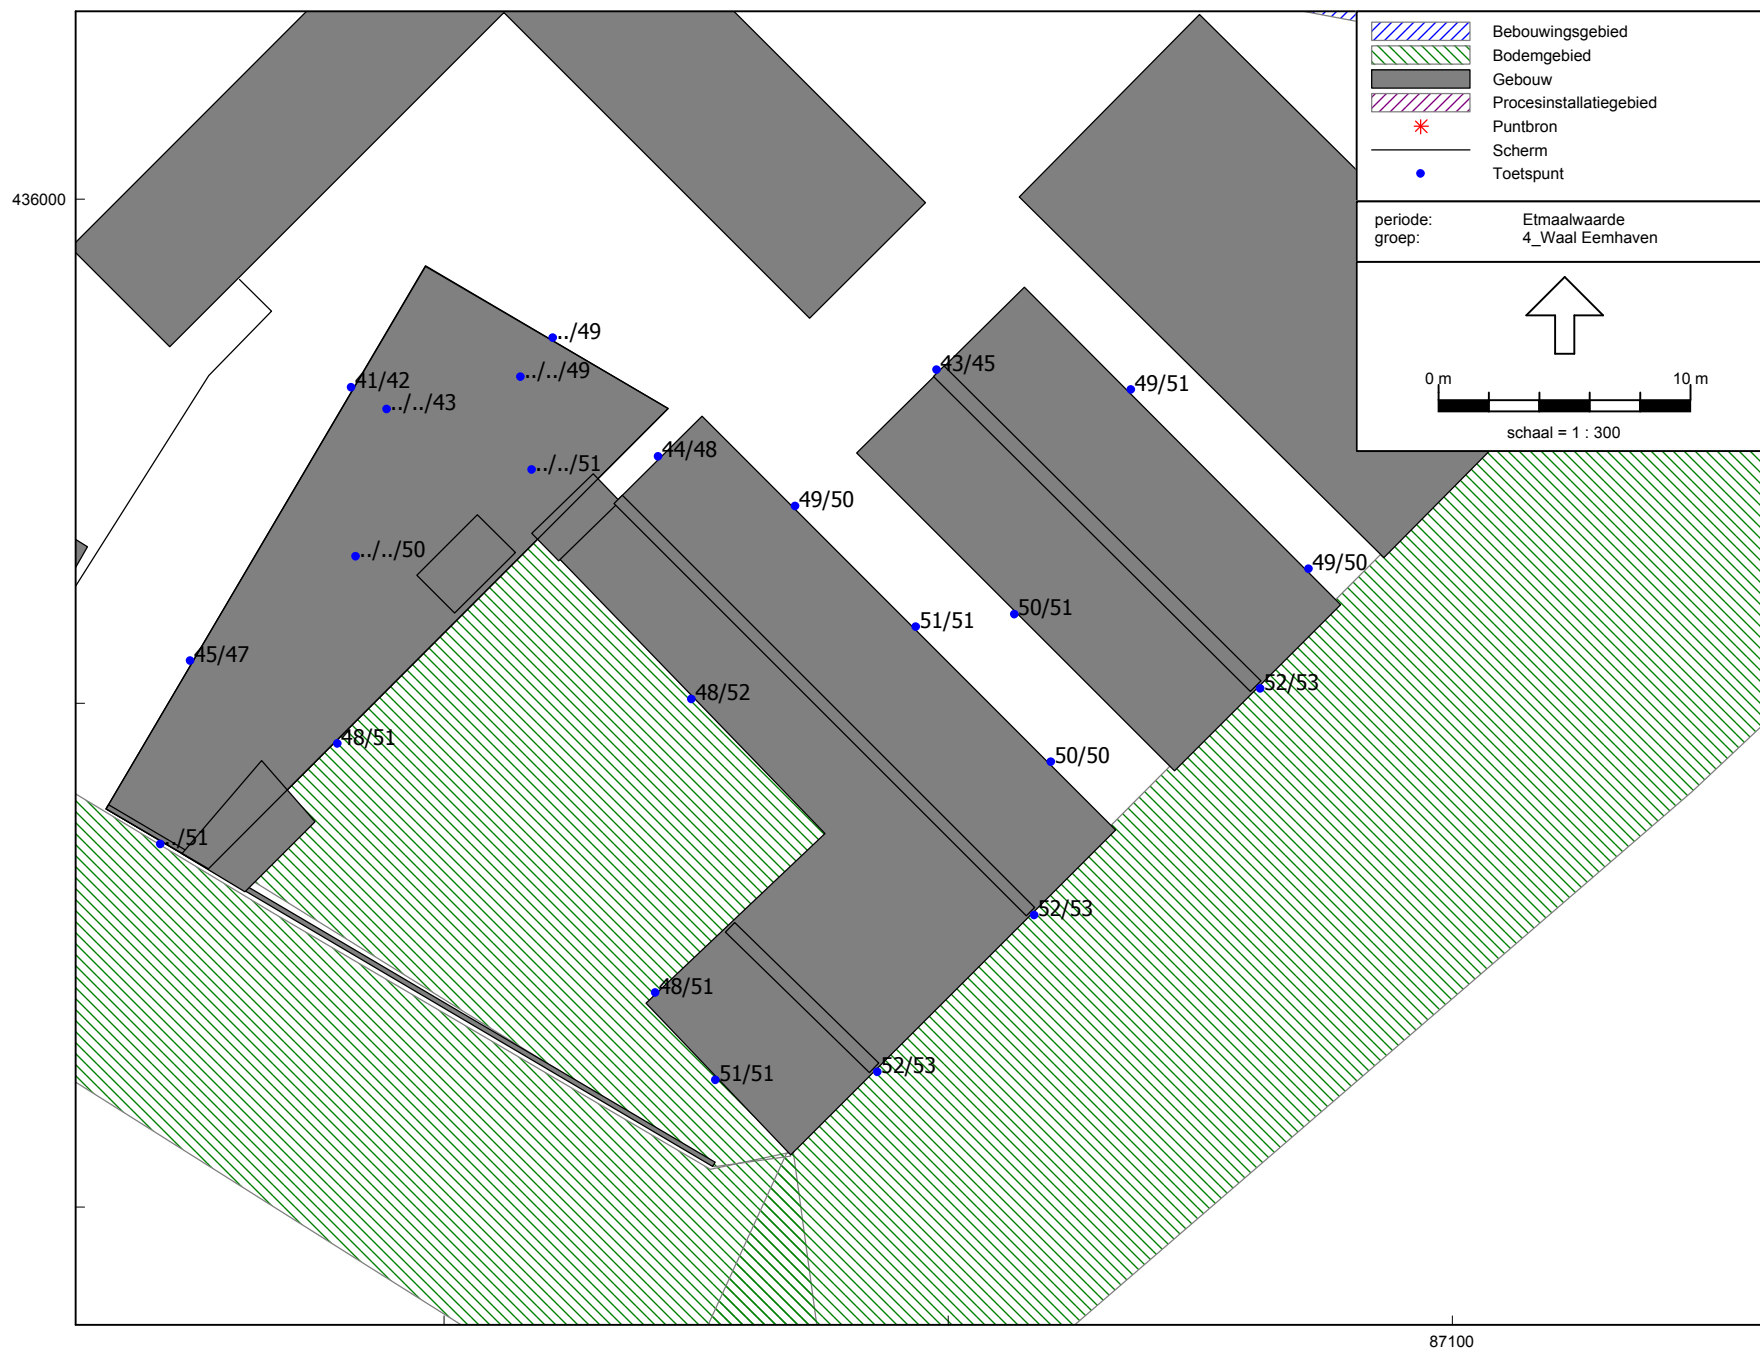 Bebouwingsgebied
Bodemgebied
Gebouw
Procesinstallatiegebied
Puntbron
Scherm
Toetspunt
periode: Etmaalwaarde
groep: 4_Waal Eemhaven
0 m 10 m
schaal = 1 : 300
436000
../49
../../49
41/42
../../43
43/45
49/51
44/48
../../51
49/50
../../50
49/50
50/51
51/51
45/47
52/53
48/52
48/51
50/50
../51
52/53
48/51
52/53
51/51
87100